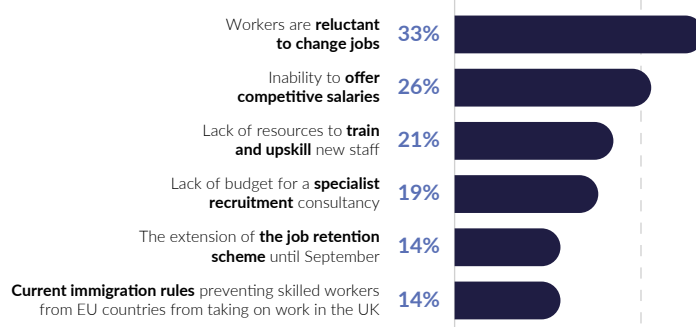 Workers are reluctant
to change jobs
33%
Inability to offer
competitive salaries
26%
Lack of resources to train
and upskill new staff
21%
Lack of budget for a specialist
recruitment consultancy
19%
The extension of the job retention
scheme until September
14%
Current immigration rules preventing skilled workers
from EU countries from taking on work in the UK
14%